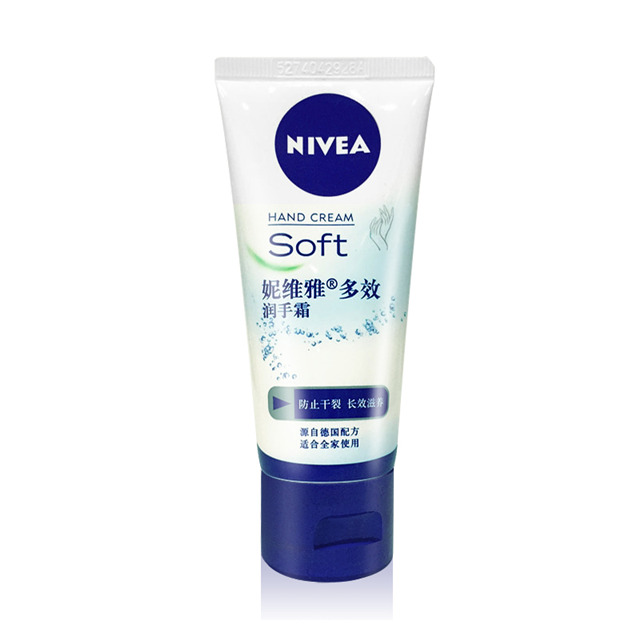 NIVEA
HAND CREAM
Soft
妮维雅®多效
润手霜
防止干裂 长效滋养
源自德国配方
适合全家使用